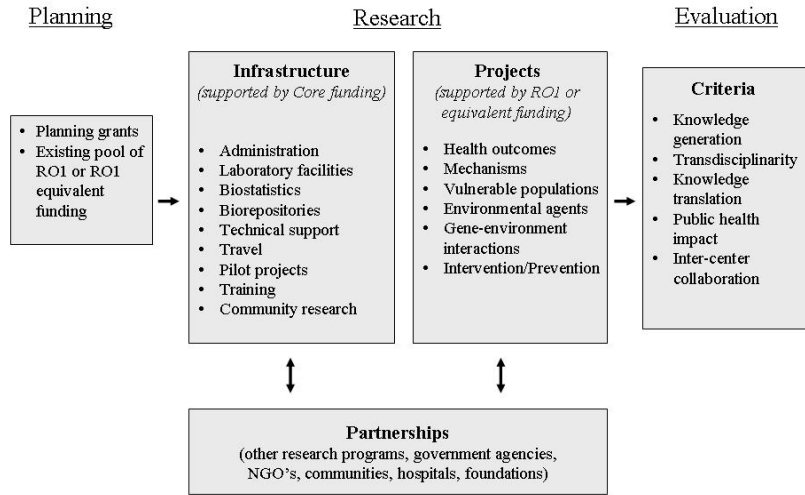 Planning
Research
Evaluation
• Planning grants
• Existing pool of
RO1 or RO1
equivalent
funding
Infrastructure
(supported by Core funding)
• Administration
• Laboratory facilities
• Biostatistics
• Biorepositories
• Technical support
• Travel
• Pilot projects
• Training
• Community research
Projects
(supported by RO1 or
equivalent funding)
• Health outcomes
• Mechanisms
• Vulnerable populations
• Environmental agents
• Gene-environment
interactions
• Intervention/Prevention
Criteria
• Knowledge
generation
• Transdisciplinarity
• Knowledge
translation
• Public health
impact
• Inter-center
collaboration
Partnerships
(other research programs, government agencies,
NGO's, communities, hospitals, foundations)